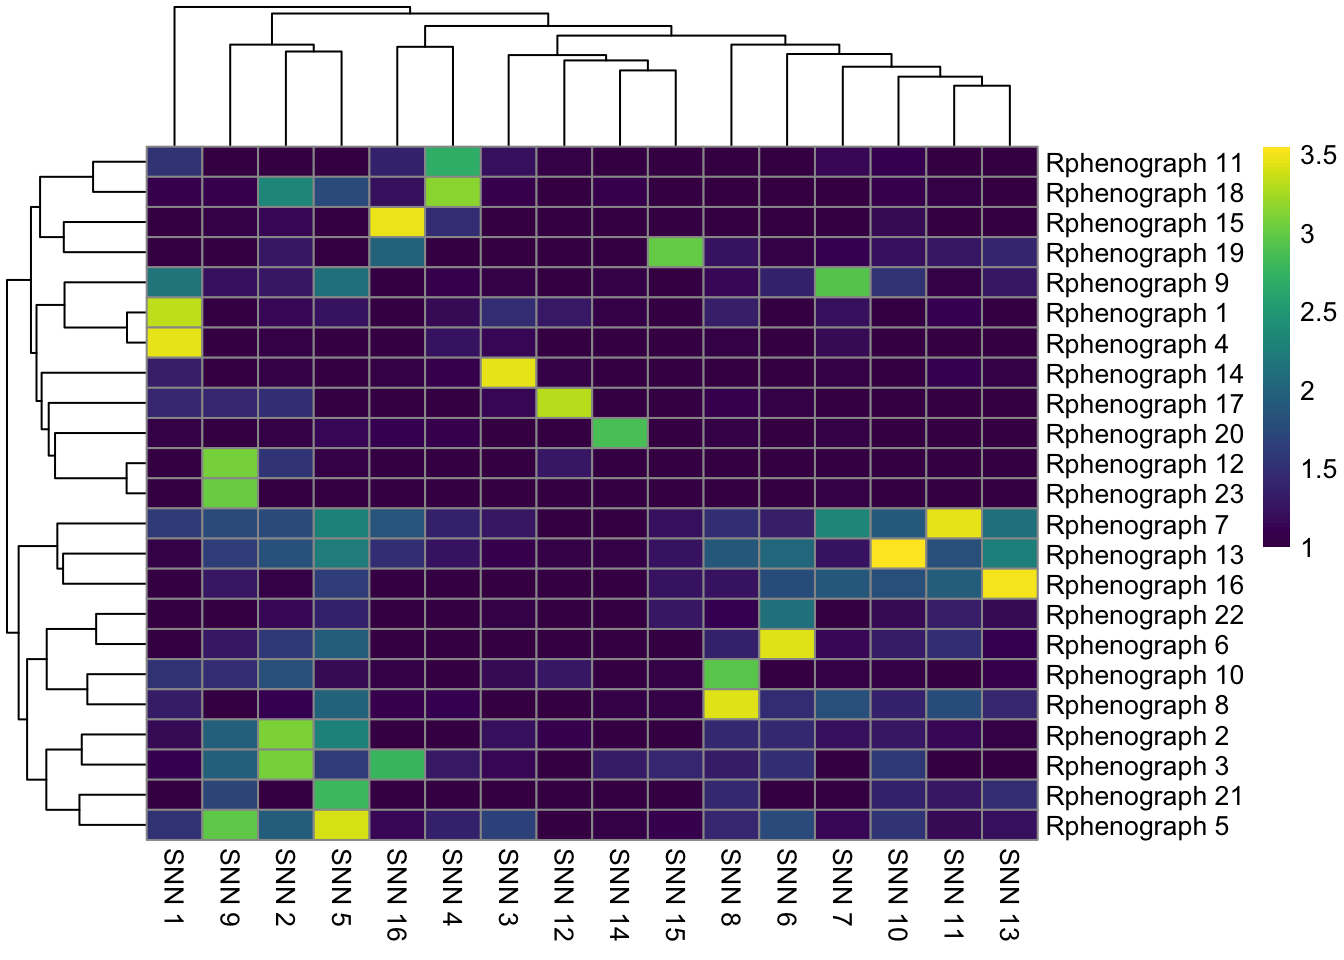 Rphenograph 11
Rphenograph 18
Rphenograph 15
Rphenograph 19
Rphenograph 9
Rphenograph 1
Rphenograph 4
Rphenograph 14
Rphenograph 17
Rphenograph 20
Rphenograph 12
Rphenograph 23
Rphenograph 7
Rphenograph 13
Rphenograph 16
Rphenograph 22
Rphenograph 6
Rphenograph 10
Rphenograph 8
Rphenograph 2
Rphenograph 3
Rphenograph 21
Rphenograph 5
3.5
3
2.5
2
1.5
1
SNN 1
SNN 9
SNN 2
SNN 5
SNN 16
SNN 4
SNN 3
SNN 12
SNN 14
SNN 15
SNN 8
SNN 6
SNN 7
SNN 10
SNN 11
SNN 13